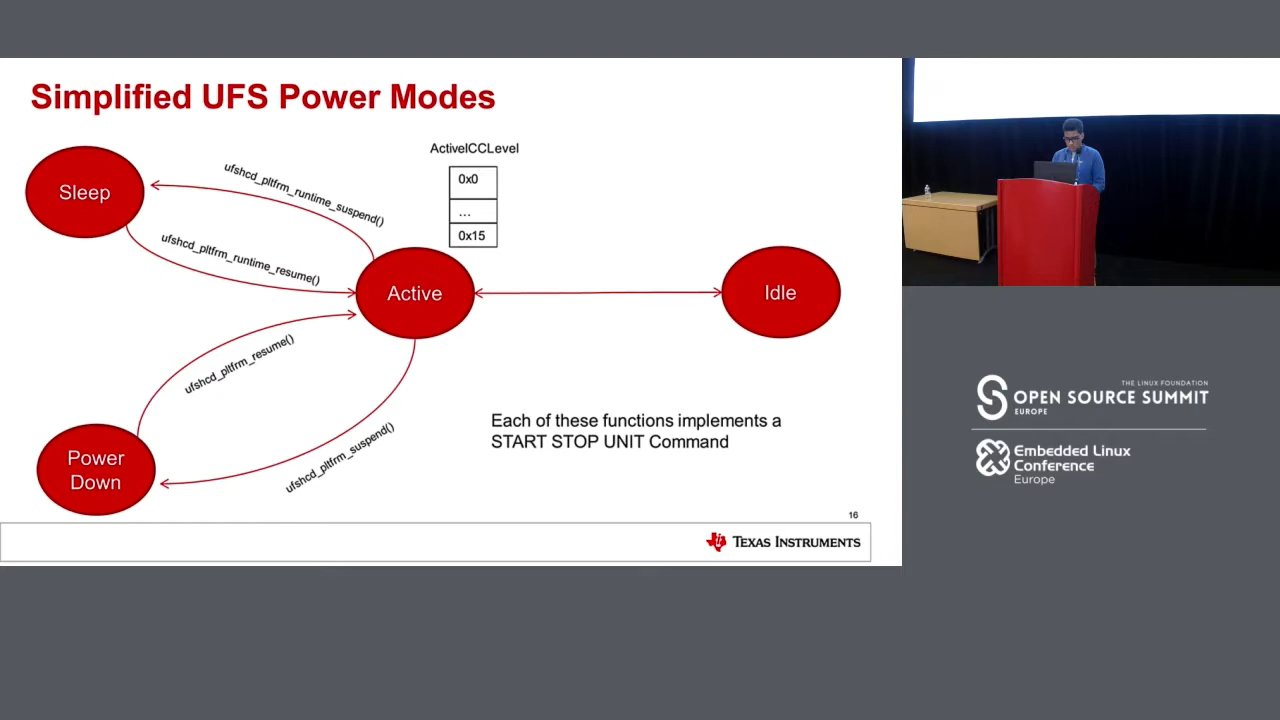 Simplified UFS Power Modes
ActiveICCLevel
0x0
...
0x15
Sleep
ufshcd_pltfrm_runtime_suspend()
ufshcd_pltfrm_runtime_resume()
Active
Idle
ufshcd_pltfrm_resume()
ufshcd_pltfrm_suspend()
Power
Down
Each of these functions implements a
START STOP UNIT Command
16
TEXAS INSTRUMENTS
THE LINUX FOUNDATION
OPEN SOURCE SUMMIT
EUROPE
Embedded Linux
Conference
Europe